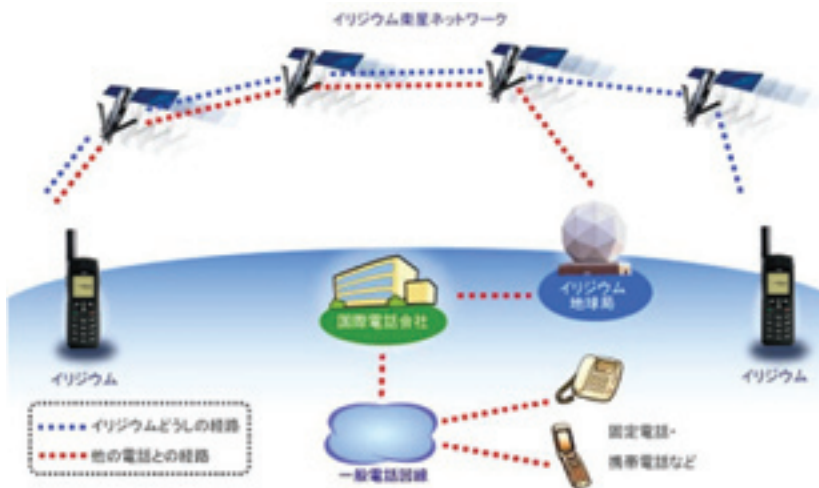 イリジウム衛星ネットワーク
イリジウム
地球局
国際電話会社
イリジウム
イリジウム
イリジウムどうしの経路
他の電話との経路
一般電話回線
固定電話・
携帯電話など